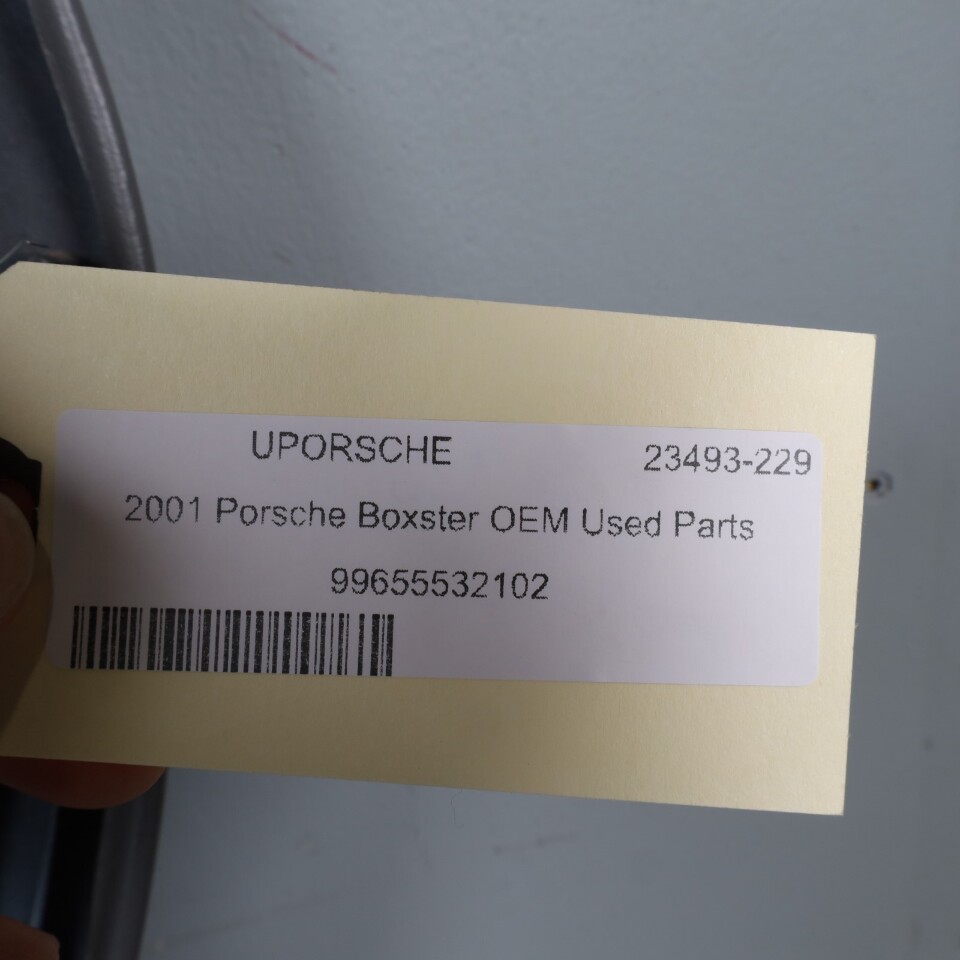 UPORSCHE 23493-229
2001 Porsche Boxster OEM Used Parts
99655532102